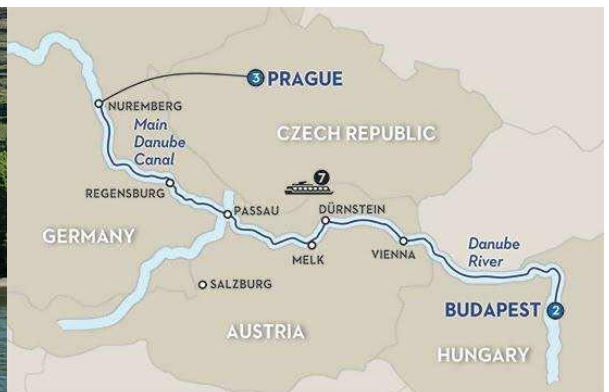 3 PRAGUE
NUREMBERG
Main
Danube
Canal
CZECH REPUBLIC
REGENSBURG
7
PASSAU
DÜRNSTEIN
GERMANY
MELK
VIENNA
Danube
River
SALZBURG
BUDAPEST 2
AUSTRIA
HUNGARY